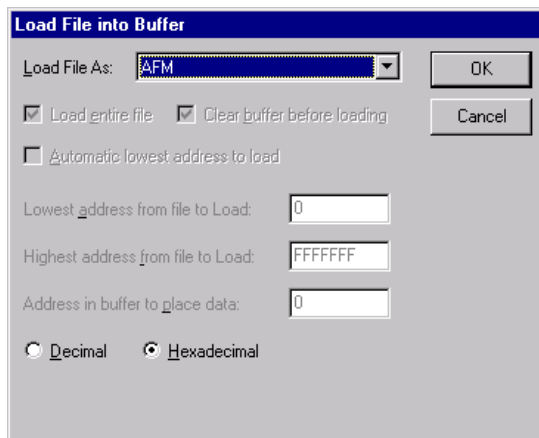 Load File into Buffer
Load File As: AFM OK
Load entire file Clear buffer before loading Cancel
Automatic lowest address to load
Lowest address from file to Load: 0
Highest address from file to Load: FFFFFFF
Address in buffer to place data: 0
Decimal Hexadecimal